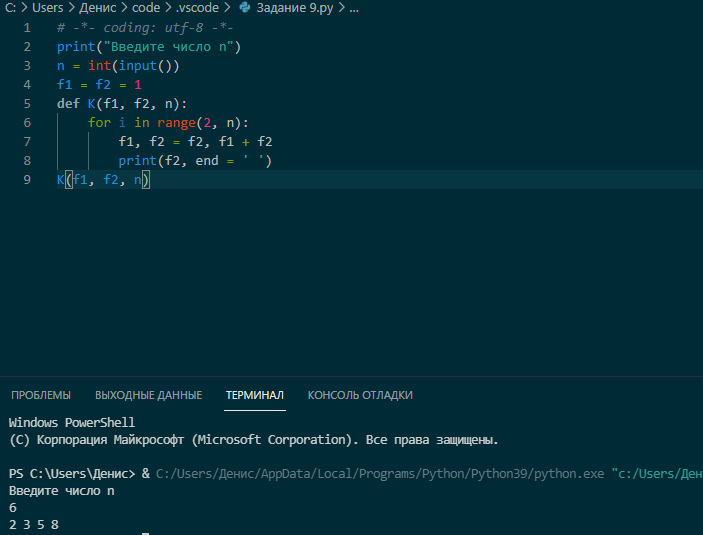 C: > Users > Денис > code > .vscode > Задание 9.py > ...
1 # -*- coding: utf-8 -*-
2 print("Введите число n")
3 n = int(input())
4 f1 = f2 = 1
5 def K(f1, f2, n):
6 for i in range(2, n):
7 f1, f2 = f2, f1 + f2
8 print(f2, end = ' ')
9 K(f1, f2, n)
ПРОБЛЕМЫ ВЫХОДНЫЕ ДАННЫЕ ТЕРМИНАЛ КОНСОЛЬ ОТЛАДКИ
Windows PowerShell
(C) Корпорация Майкрософт (Microsoft Corporation). Все права защищены.
PS C:\Users\Денис> & C:/Users/Денис/AppData/Local/Programs/Python/Python39/python.exe "c:/Users/Ден
Введите число n
6
2 3 5 8